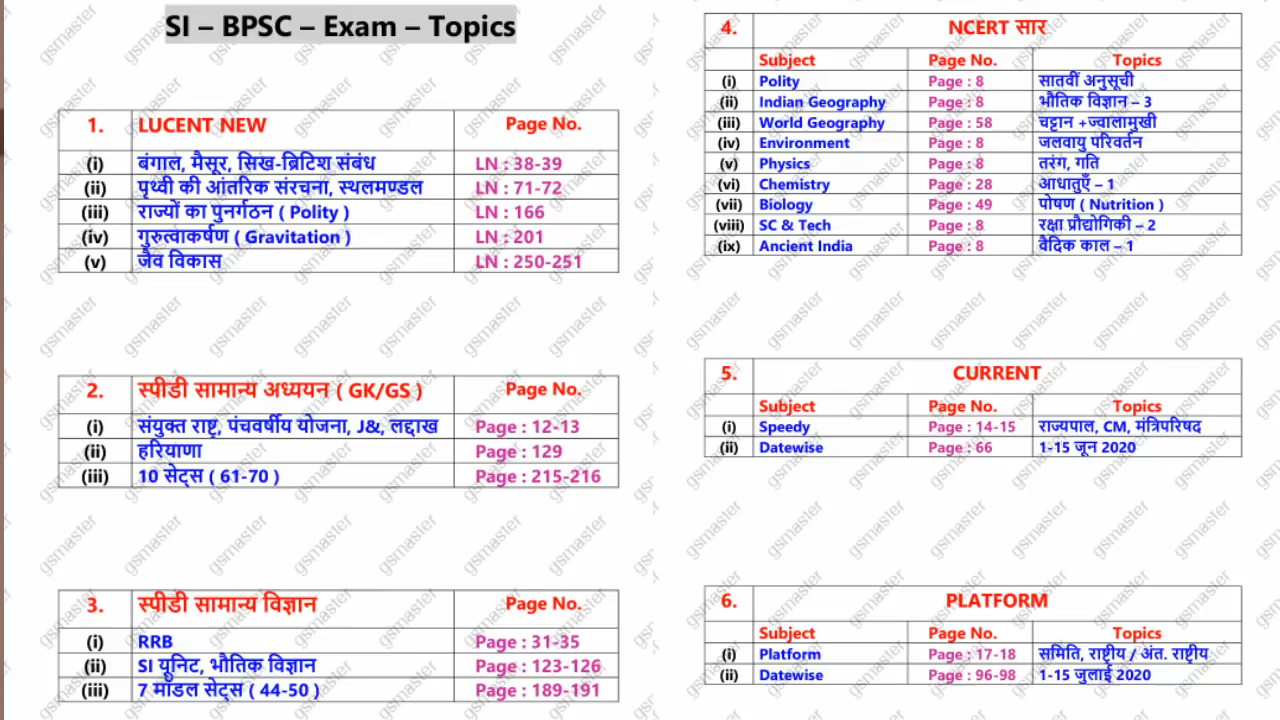 SI – BPSC – Exam – Topics
1. LUCENT NEW Page No.
(i) बंगाल, मैसूर, सिख-ब्रिटिश संबंध LN : 38-39
(ii) पृथ्वी की आंतरिक संरचना, स्थलमण्डल LN : 71-72
(iii) राज्यों का पुनर्गठन ( Polity ) LN : 166
(iv) गुरुत्वाकर्षण ( Gravitation ) LN : 201
(v) जैव विकास LN : 250-251
2. स्पीडी सामान्य अध्ययन ( GK/GS ) Page No.
(i) संयुक्त राष्ट्र, पंचवर्षीय योजना, J&, लद्दाख Page : 12-13
(ii) हरियाणा Page : 129
(iii) 10 सेट्स ( 61-70 ) Page : 215-216
3. स्पीडी सामान्य विज्ञान Page No.
(i) RRB Page : 31-35
(ii) SI यूनिट, भौतिक विज्ञान Page : 123-126
(iii) 7 मॉडल सेट्स ( 44-50 ) Page : 189-191
4. NCERT सार
Subject Page No. Topics
(i) Polity Page : 8 सातवीं अनुसूची
(ii) Indian Geography Page : 8 भौतिक विज्ञान – 3
(iii) World Geography Page : 58 चट्टान +ज्वालामुखी
(iv) Environment Page : 8 जलवायु परिवर्तन
(v) Physics Page : 8 तरंग, गति
(vi) Chemistry Page : 28 आधातुएँ – 1
(vii) Biology Page : 49 पोषण ( Nutrition )
(viii) SC & Tech Page : 8 रक्षा प्रौद्योगिकी – 2
(ix) Ancient India Page : 8 वैदिक काल – 1
5. CURRENT
Subject Page No. Topics
(i) Speedy Page : 14-15 राज्यपाल, CM, मंत्रिपरिषद
(ii) Datewise Page : 66 1-15 जून 2020
6. PLATFORM
Subject Page No. Topics
(i) Platform Page : 17-18 समिति, राष्ट्रीय / अंत. राष्ट्रीय
(ii) Datewise Page : 96-98 1-15 जुलाई 2020
gsmaster